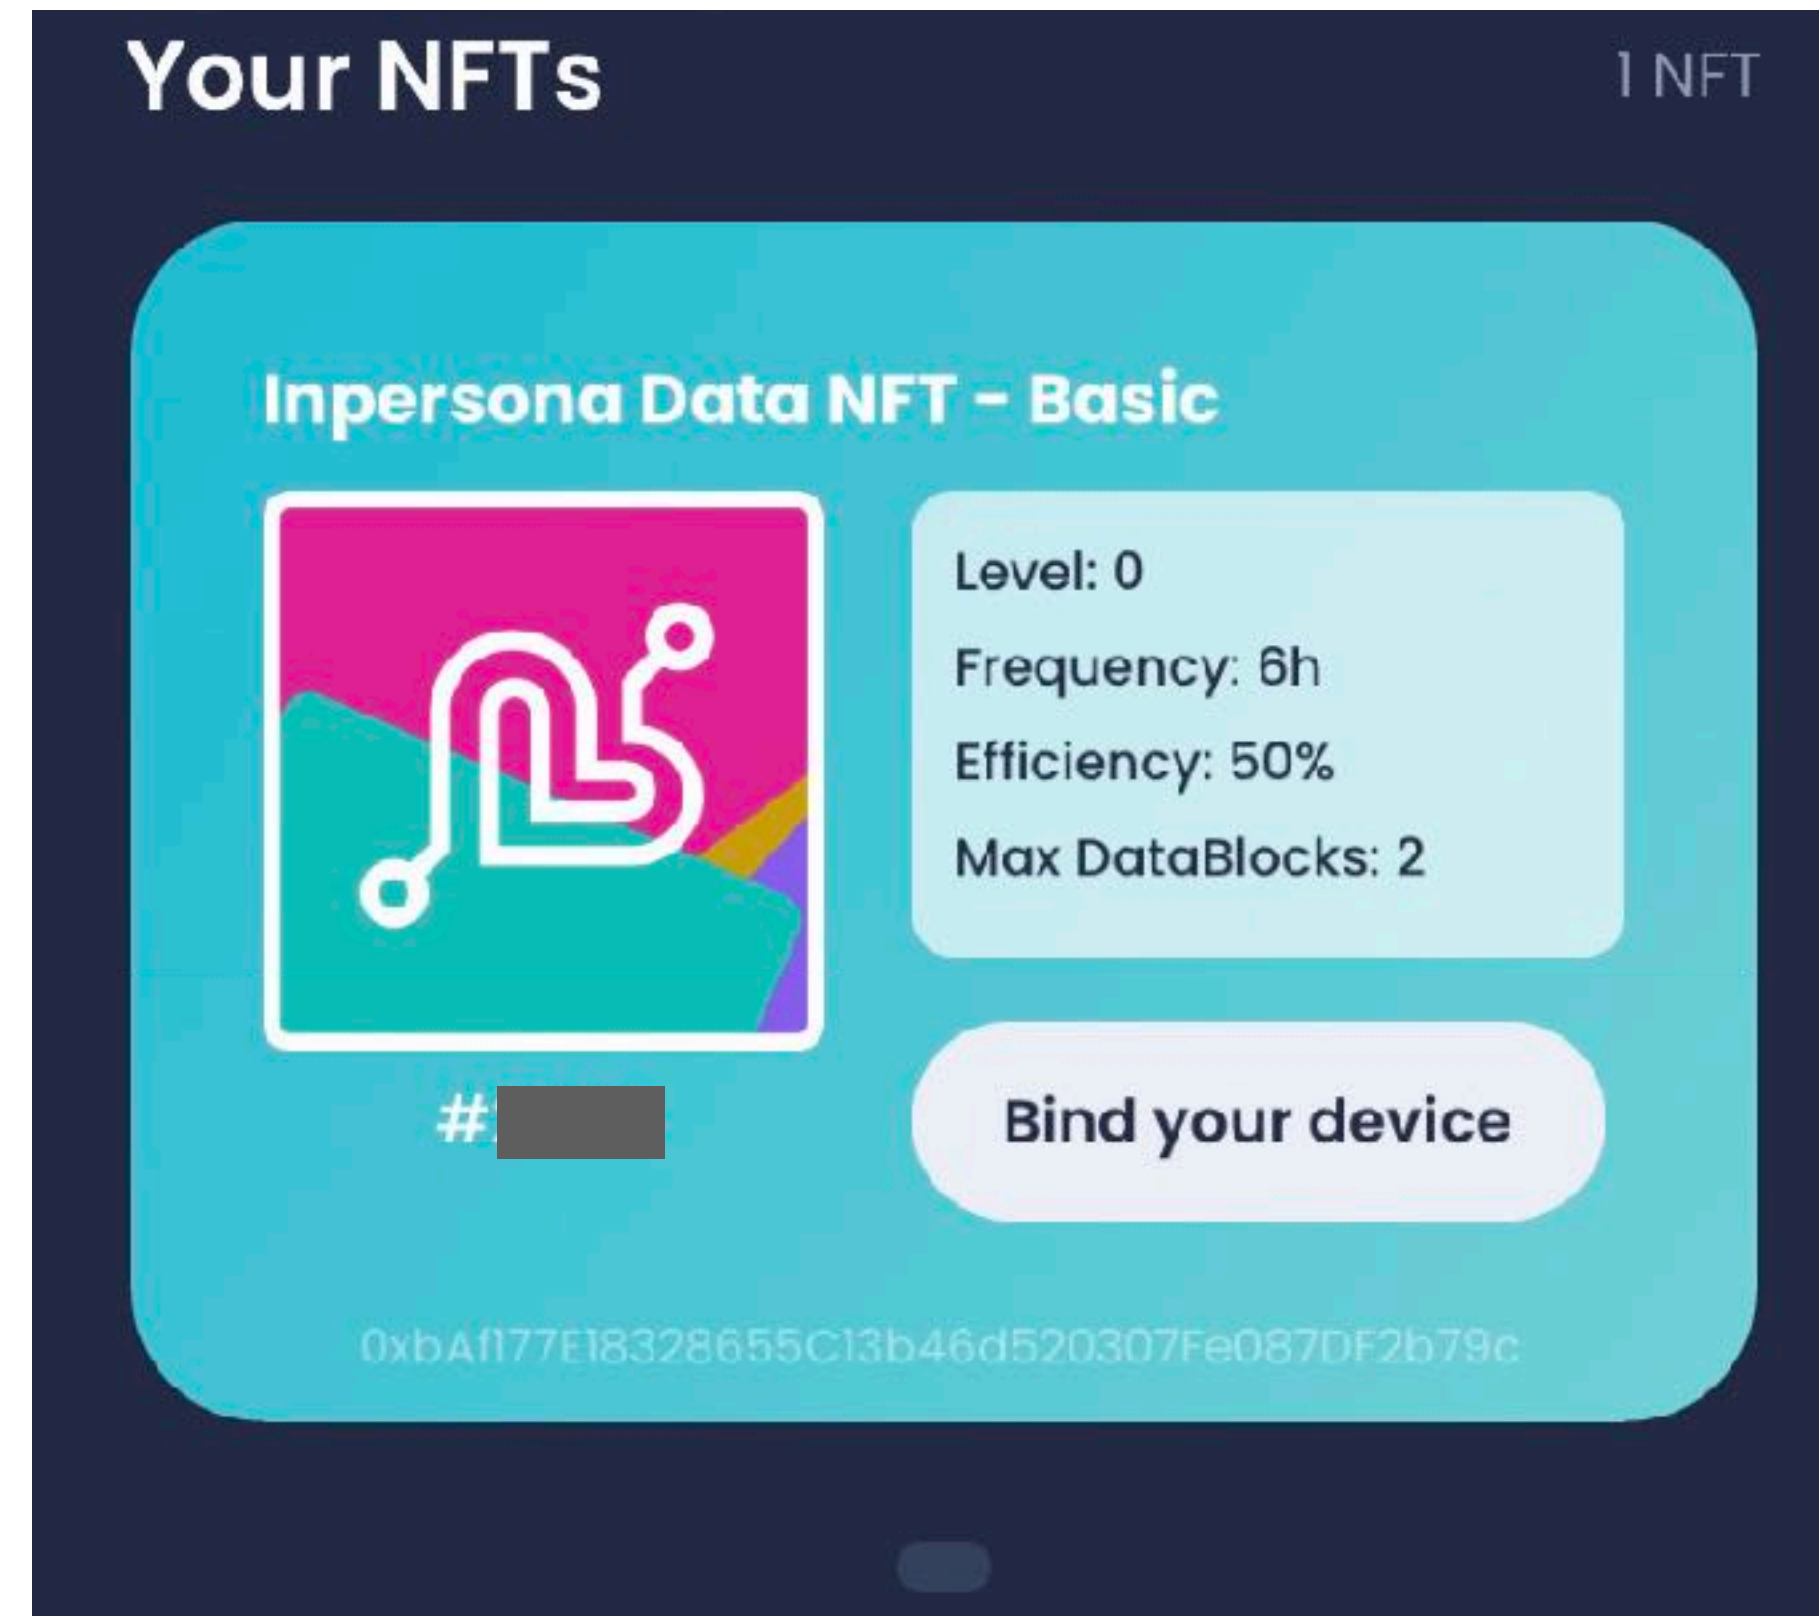 Your NFTs
1 NFT
Inpersona Data NFT - Basic
Level: 0
Frequency: 6h
Efficiency: 50%
Max DataBlocks: 2
#
Bind your device
0xbAf177E18328655C13b46d520307Fe087DF2b79c